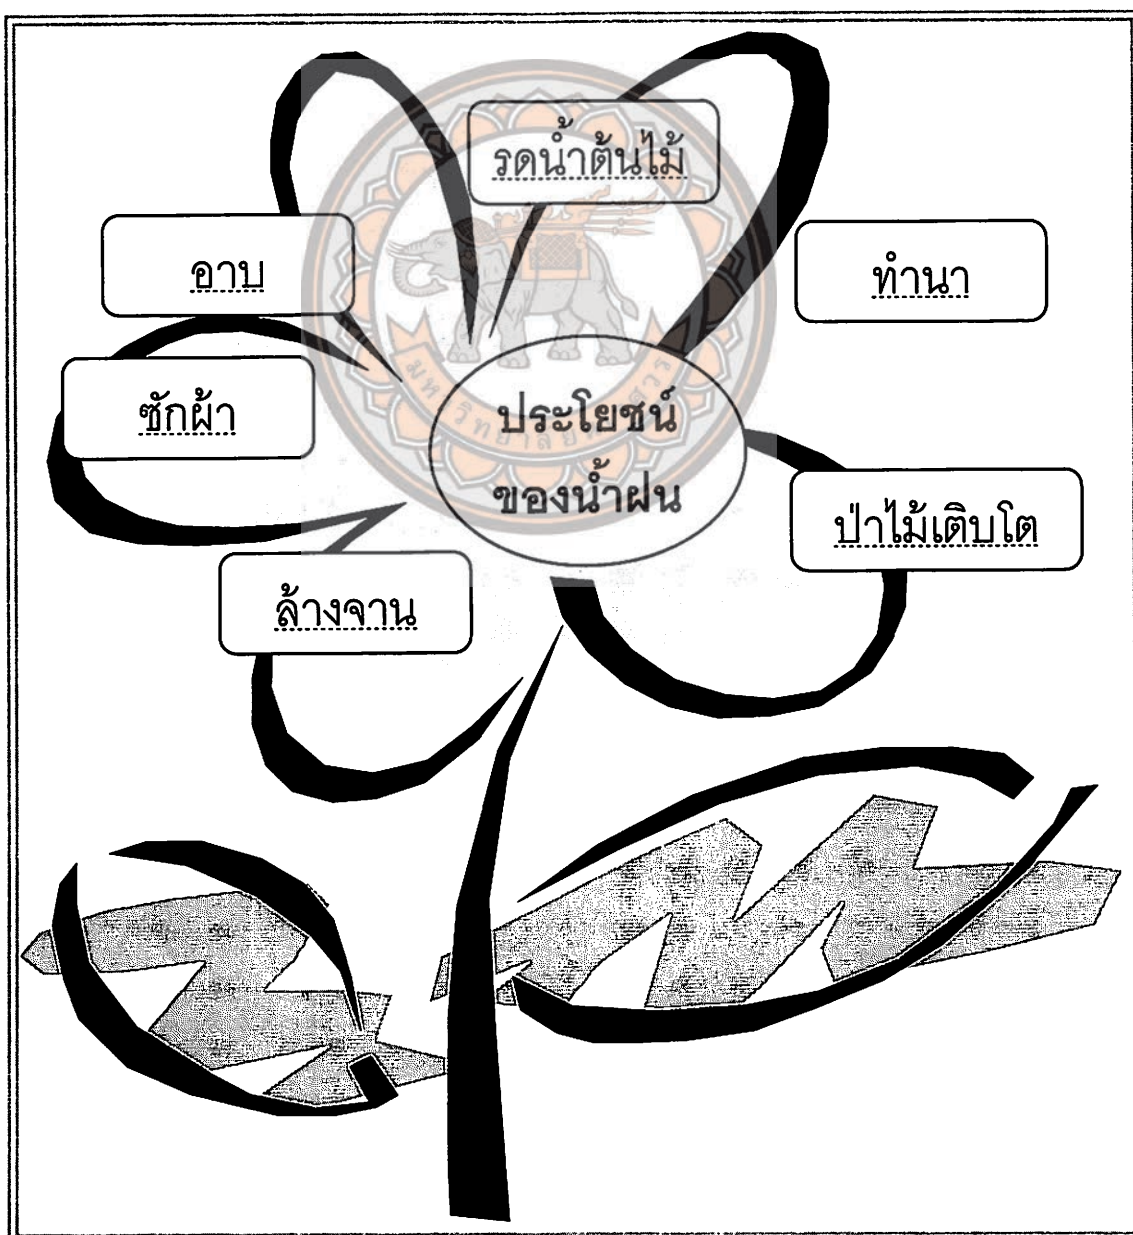 รดน้ำต้นไม้
อาบ
ทำนา
ซักผ้า
ประโยชน์
ของน้ำฝน
ป่าไม้เติบโต
ล้างจาน